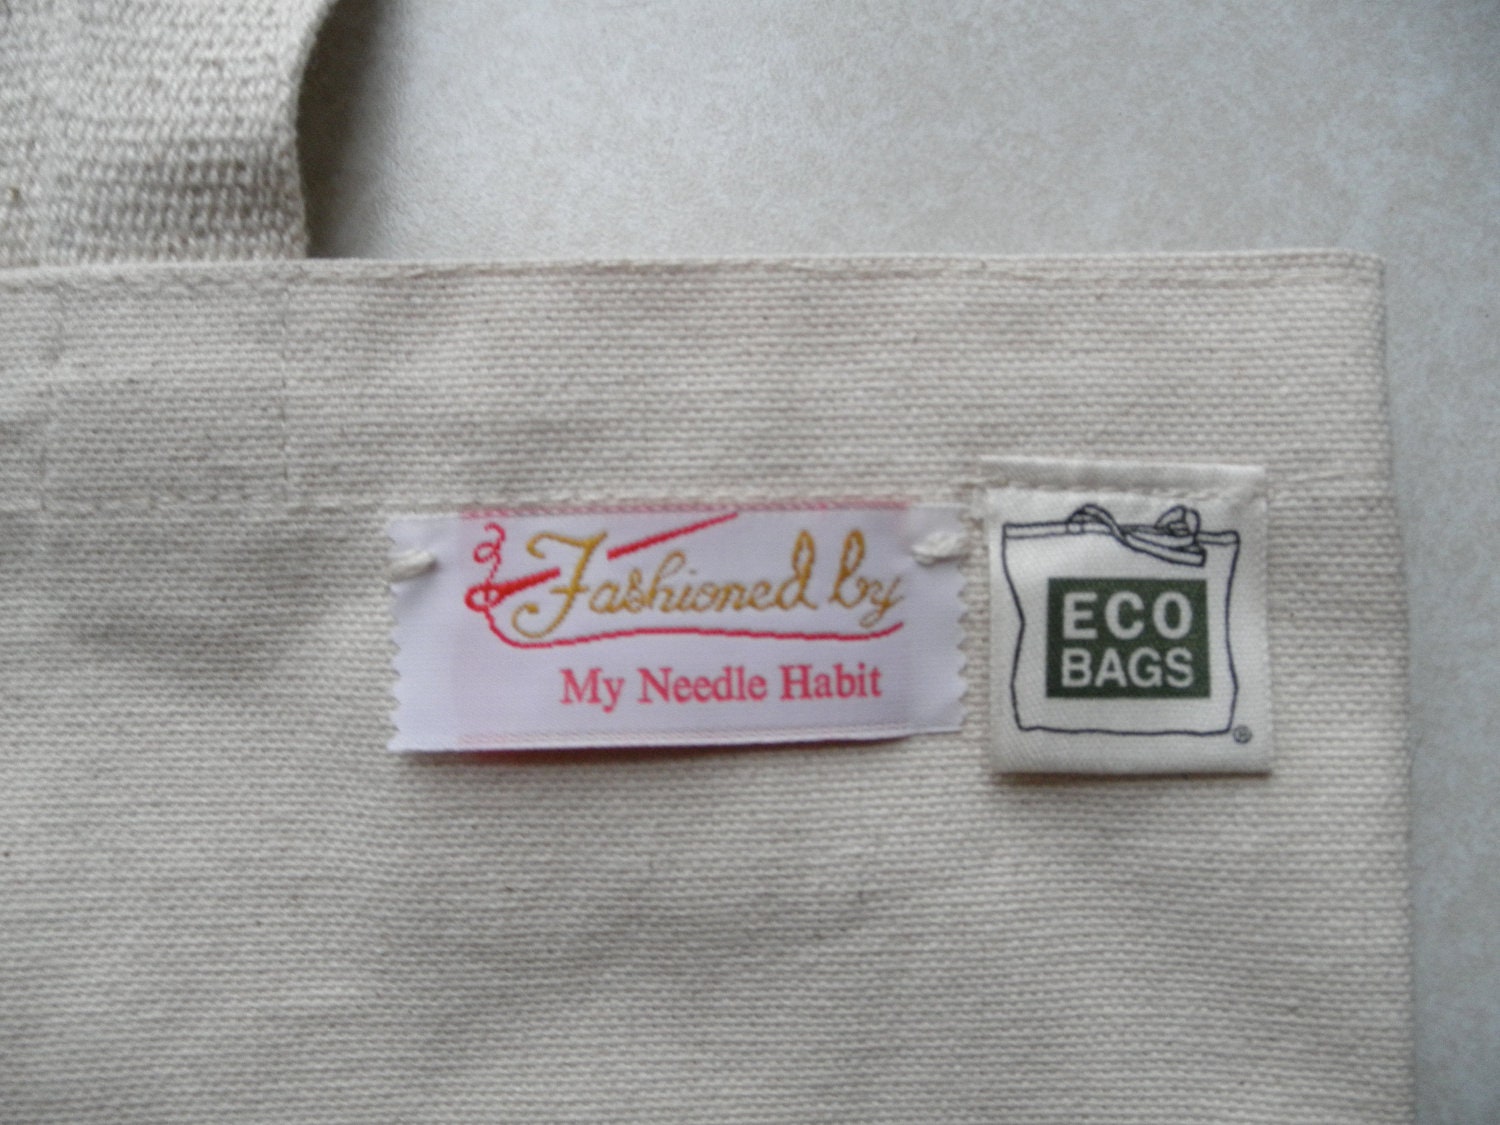 Fashioned by
My Needle Habit
ECO
BAGS
®